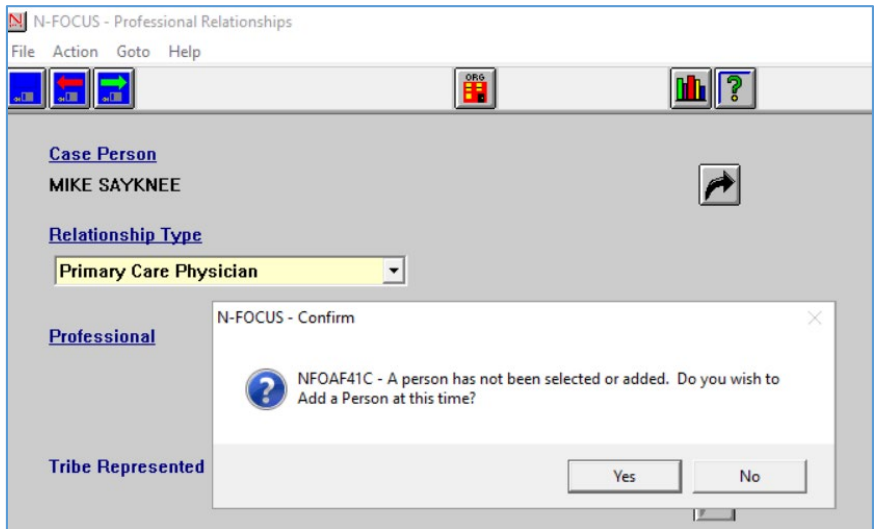 N-FOCUS - Professional Relationships
File Action Goto Help
ORG
Case Person
MIKE SAYKNEE
Relationship Type
Primary Care Physician
N-FOCUS - Confirm
Professional
NFOAF41C - A person has not been selected or added. Do you wish to
Add a Person at this time?
Tribe Represented
Yes No